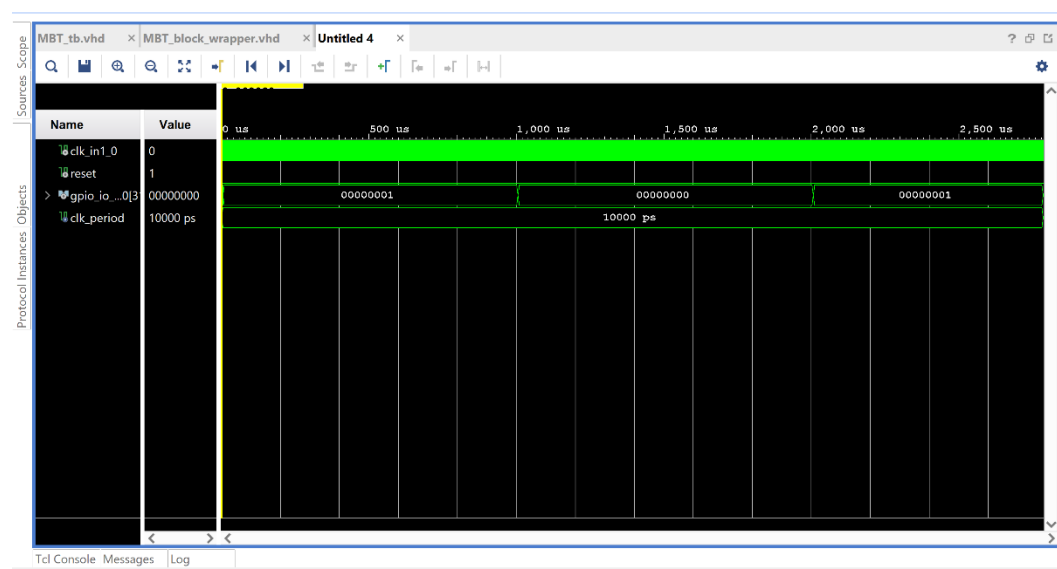 MBT_tb.vhd × MBT_block_wrapper.vhd × Untitled 4 ×
Name Value
0 us 500 us 1,000 us 1,500 us 2,000 us 2,500 us
clk_in1_0 0
reset 1
gpio_io_...0[3 00000000 00000001 00000000 00000001
clk_period 10000 ps 10000 ps
Scope
Sources
Objects
Protocol Instances
Tcl Console Messages Log